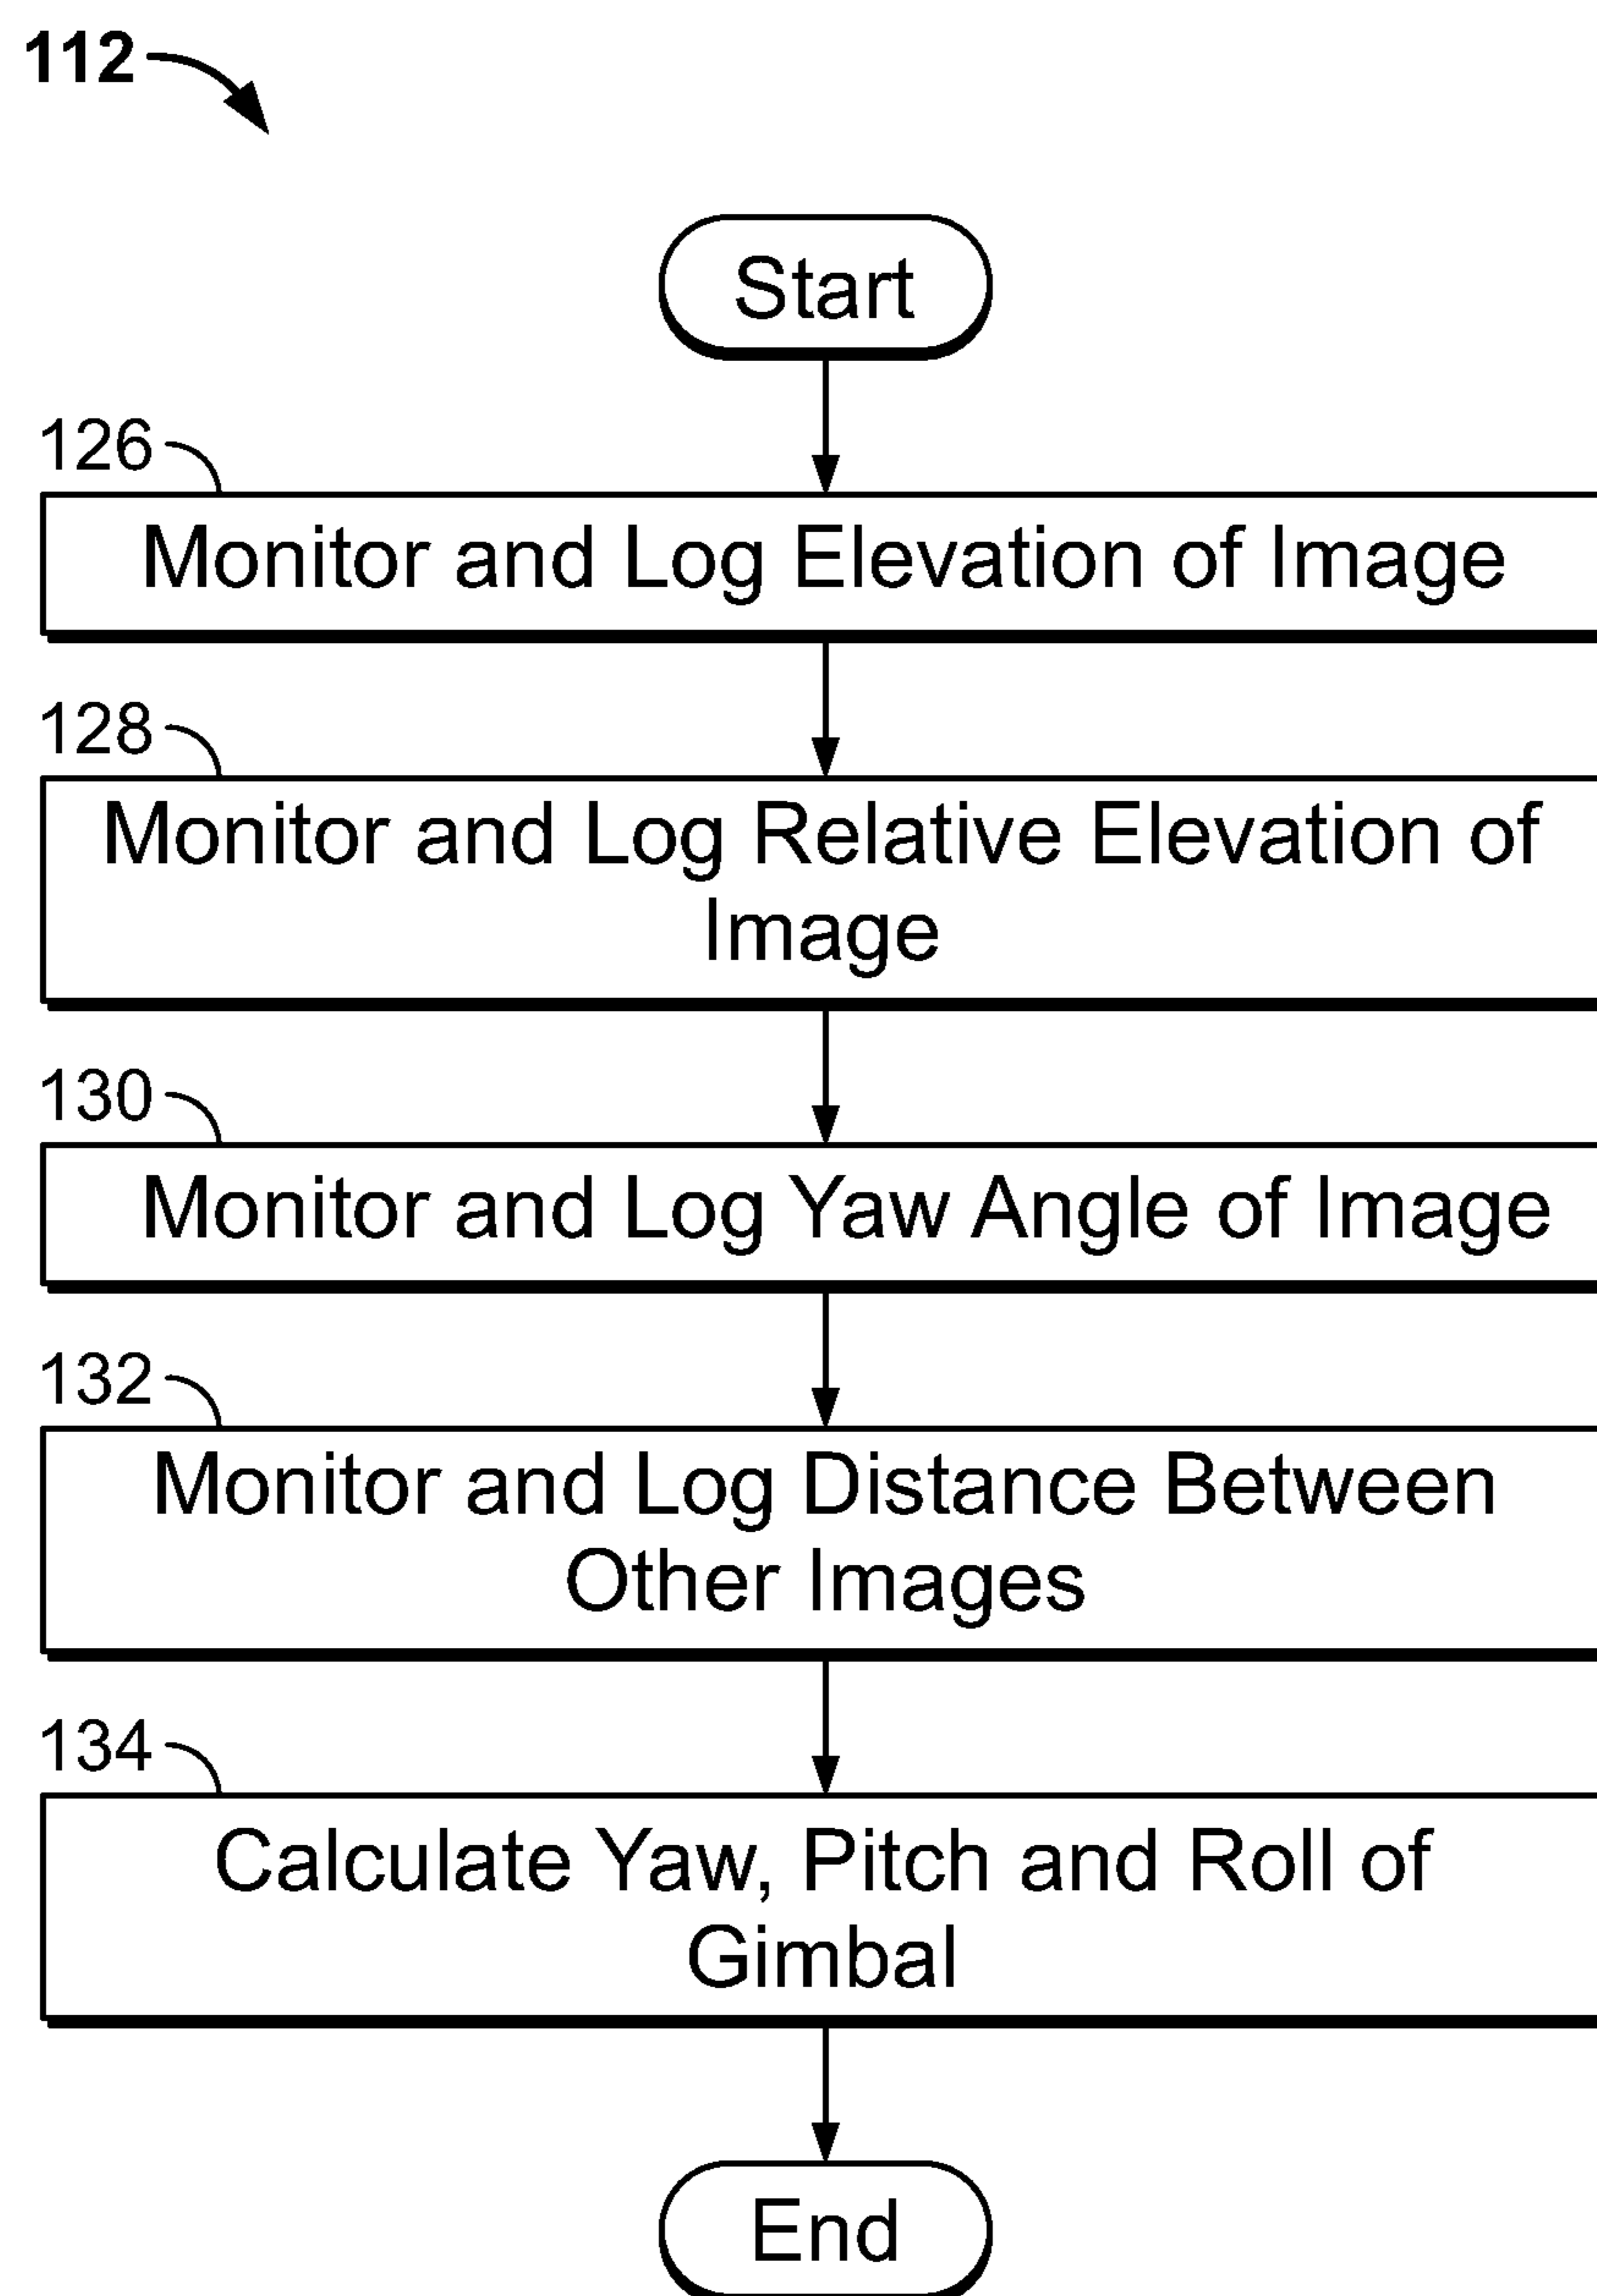 112
Start
126
Monitor and Log Elevation of Image
128
Monitor and Log Relative Elevation of
Image
130
Monitor and Log Yaw Angle of Image
132
Monitor and Log Distance Between
Other Images
134
Calculate Yaw, Pitch and Roll of
Gimbal
End